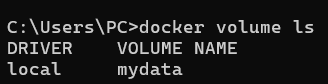 C:\Users\PC>docker volume ls
DRIVER    VOLUME NAME
local     mydata